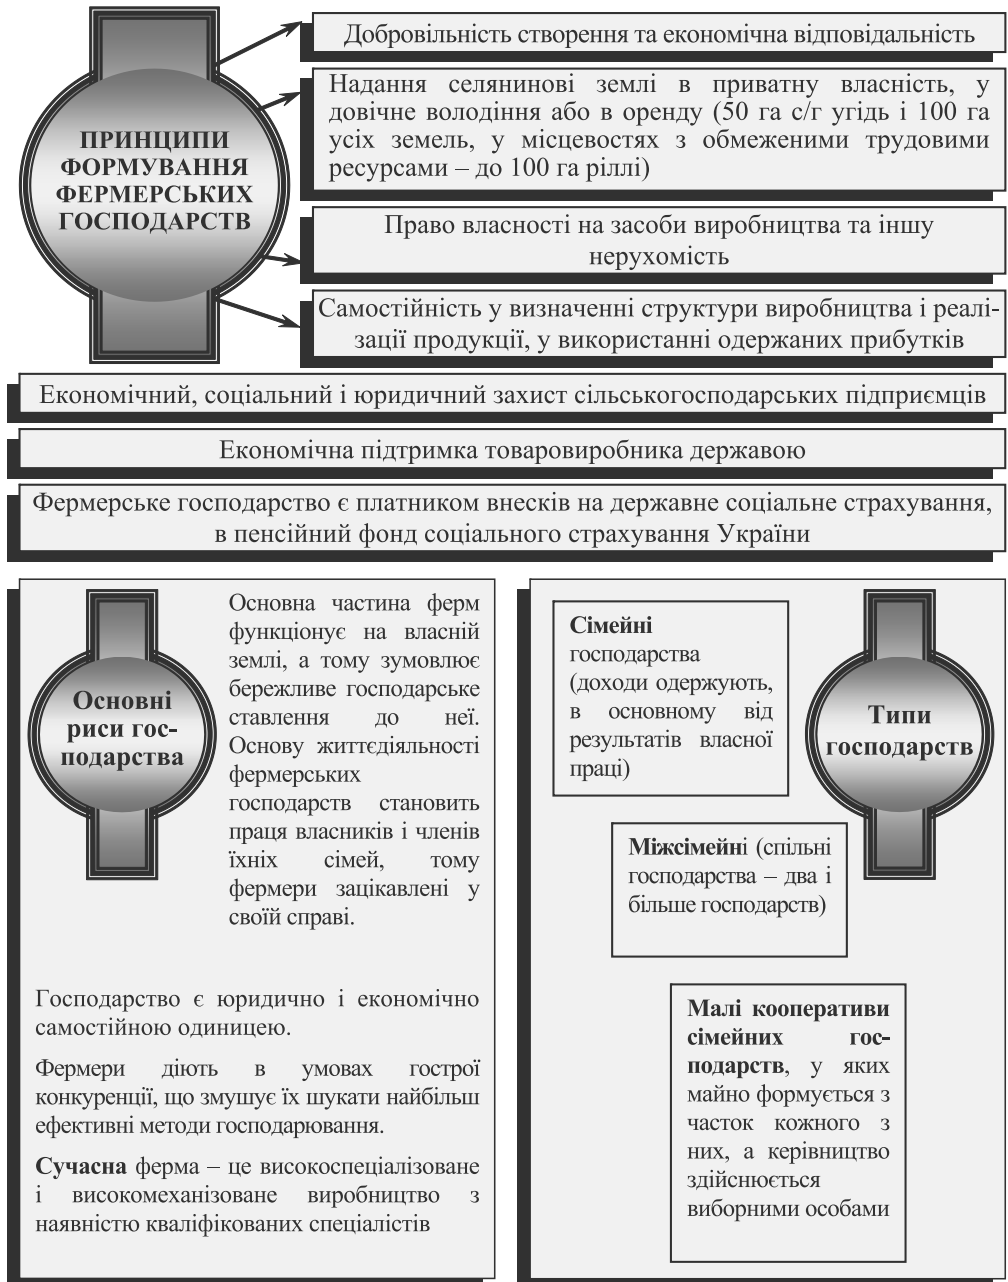 ПРИНЦИПИ
ФОРМУВАННЯ
ФЕРМЕРСЬКИХ
ГОСПОДАРСТВ
Добровільність створення та економічна відповідальність
Надання селянинові землі в приватну власність, у
довічне володіння або в оренду (50 га с/г угідь і 100 га
усіх земель, у місцевостях з обмеженими трудовими
ресурсами – до 100 га ріллі)
Право власності на засоби виробництва та іншу
нерухомість
Самостійність у визначенні структури виробництва і реалі-
зації продукції, у використанні одержаних прибутків
Економічний, соціальний і юридичний захист сільськогосподарських підприємців
Економічна підтримка товаровиробника державою
Фермерське господарство є платником внесків на державне соціальне страхування,
в пенсійний фонд соціального страхування України
Основні
риси гос-
подарства
Основна частина ферм
функціонує на власній
землі, а тому зумовлює
бережливе господарське
ставлення до неї.
Основу життєдіяльності
фермерських
господарств становить
праця власників і членів
їхніх сімей, тому
фермери зацікавлені у
своїй справі.
Господарство є юридично і економічно
самостійною одиницею.
Фермери діють в умовах гострої
конкуренції, що змушує їх шукати найбільш
ефективні методи господарювання.
Сучасна ферма – це високоспеціалізоване
і високомеханізоване виробництво з
наявністю кваліфікованих спеціалістів
Типи
господарств
Сімейні
господарства
(доходи одержують,
в основному від
результатів власної
праці)
Міжсімейні (спільні
господарства – два і
більше господарств)
Малі кооперативи
сімейних гос-
подарств, у яких
майно формується з
часток кожного з
них, а керівництво
здійснюється
виборними особами